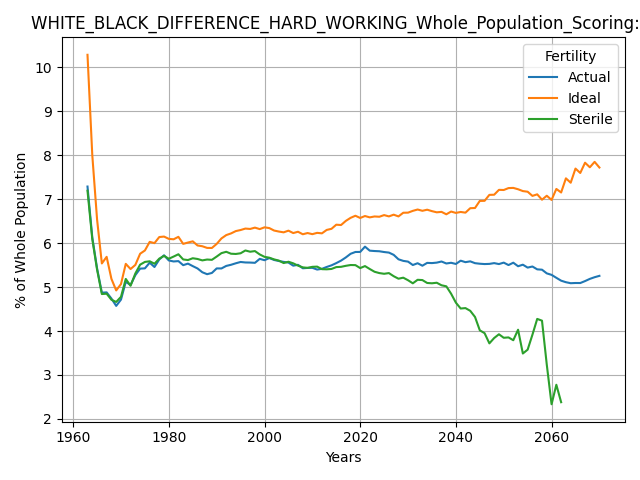 WHITE_BLACK_DIFFERENCE_HARD_WORKING_Whole_Population_Scoring:
Fertility
Actual
Ideal
Sterile
% of Whole Population
10
9
8
7
6
5
4
3
2
1960 1980 2000 2020 2040 2060
Years